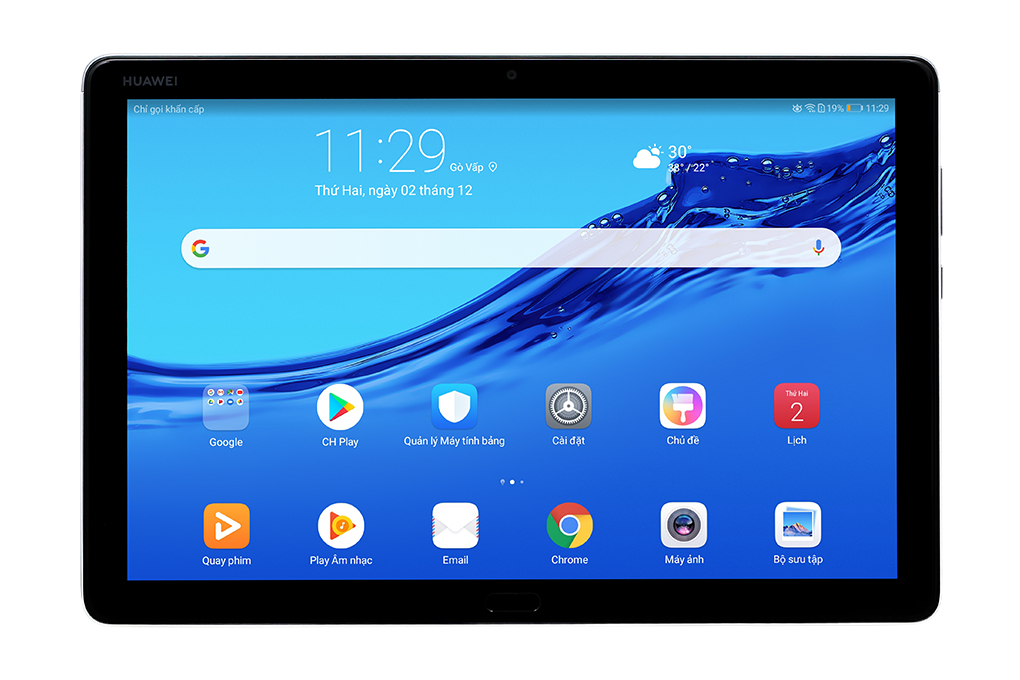 HUAWEI
Chỉ gọi khẩn cấp
19% 11:29
11:29 Gò Vấp
Thứ Hai, ngày 02 tháng 12
30°
38° / 22°
Google
CH Play
Quản lý Máy tính bảng
Cài đặt
Chủ đề
Thứ Hai
2
Lịch
Quay phim
Play Âm nhạc
Email
Chrome
Máy ảnh
Bộ sưu tập